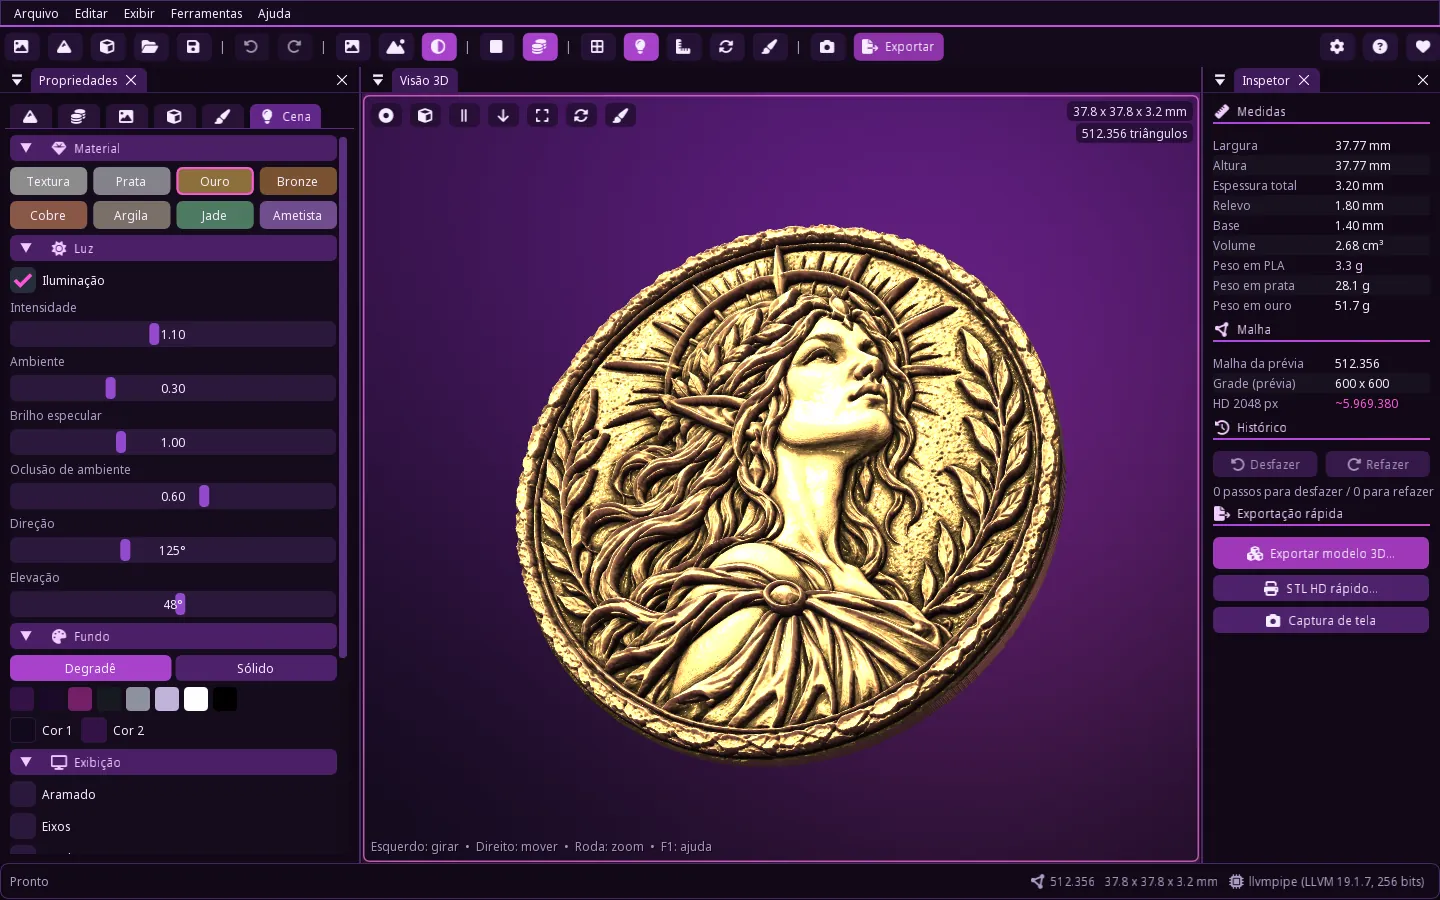 Arquivo Editar Exibir Ferramentas Ajuda
Exportar
Propriedades
Cena
Material
Textura Prata Ouro Bronze
Cobre Argila Jade Ametista
Luz
Iluminação
Intensidade
1.10
Ambiente
0.30
Brilho especular
1.00
Oclusão de ambiente
0.60
Direção
125°
Elevação
48°
Fundo
Degradê Sólido
Cor 1 Cor 2
Exibição
Aramado
Eixos
Pronto
Visão 3D
37.8 x 37.8 x 3.2 mm
512.356 triângulos
Esquerdo: girar • Direito: mover • Roda: zoom • F1: ajuda
Inspetor
Medidas
Largura 37.77 mm
Altura 37.77 mm
Espessura total 3.20 mm
Relevo 1.80 mm
Base 1.40 mm
Volume 2.68 cm³
Peso em PLA 3.3 g
Peso em prata 28.1 g
Peso em ouro 51.7 g
Malha
Malha da prévia 512.356
Grade (prévia) 600 x 600
HD 2048 px ~5.969.380
Histórico
Desfazer Refazer
0 passos para desfazer / 0 para refazer
Exportação rápida
Exportar modelo 3D...
STL HD rápido...
Captura de tela
512.356 37.8 x 37.8 x 3.2 mm llvmpipe (LLVM 19.1.7, 256 bits)